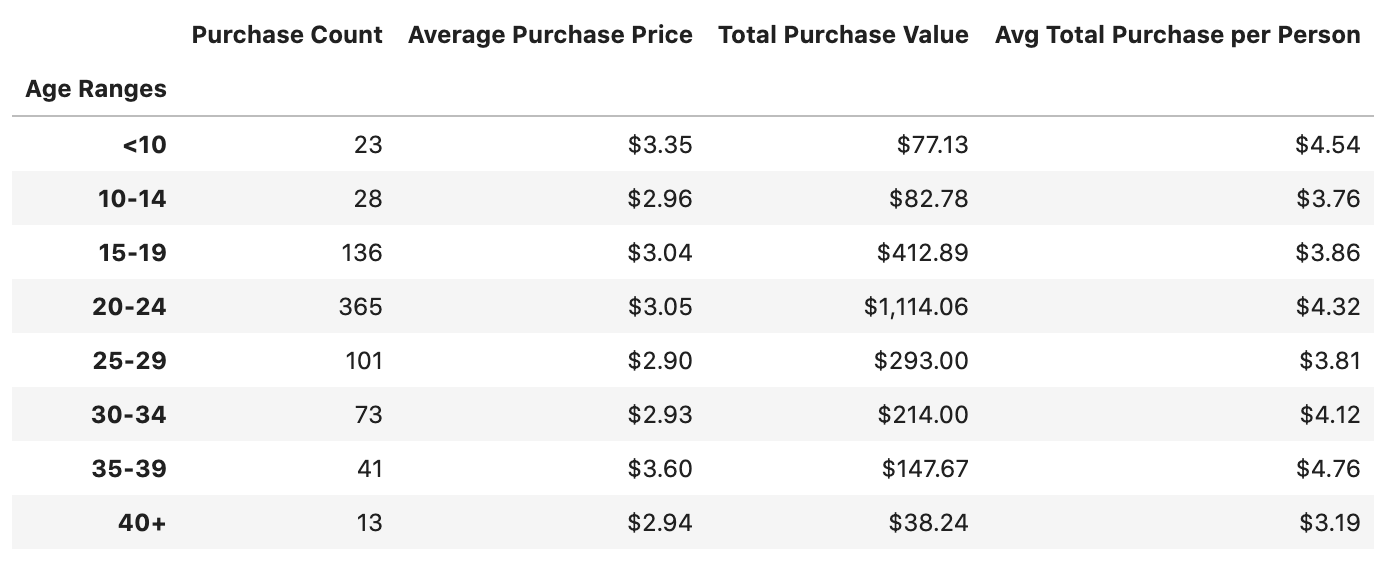 Purchase Count Average Purchase Price Total Purchase Value Avg Total Purchase per Person
Age Ranges
<10 23 $3.35 $77.13 $4.54
10-14 28 $2.96 $82.78 $3.76
15-19 136 $3.04 $412.89 $3.86
20-24 365 $3.05 $1,114.06 $4.32
25-29 101 $2.90 $293.00 $3.81
30-34 73 $2.93 $214.00 $4.12
35-39 41 $3.60 $147.67 $4.76
40+ 13 $2.94 $38.24 $3.19